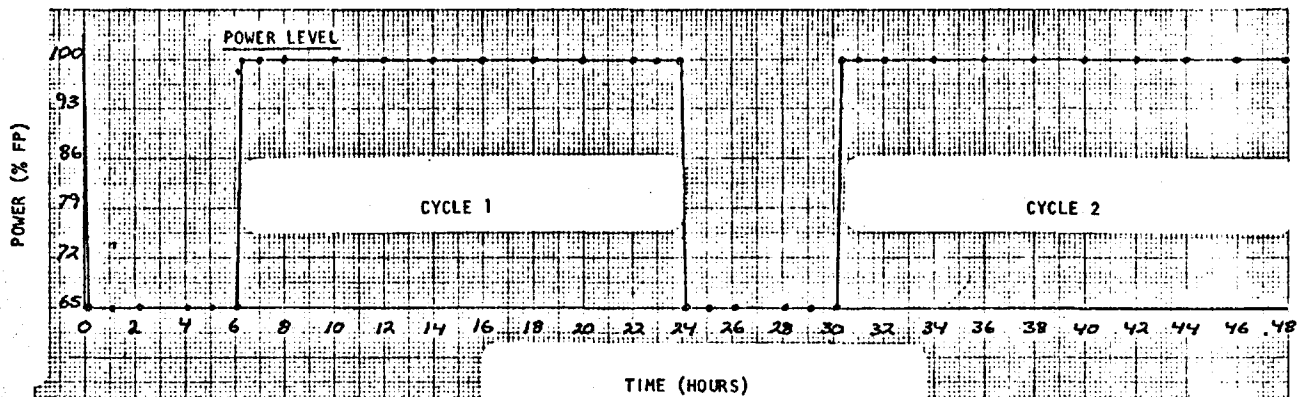 POWER LEVEL
100
93
86
79
72
65
POWER (% FP)
CYCLE 1
CYCLE 2
0 2 4 6 8 10 12 14 16 18 20 22 24 26 28 30 32 34 36 38 40 42 44 46 48
TIME (HOURS)